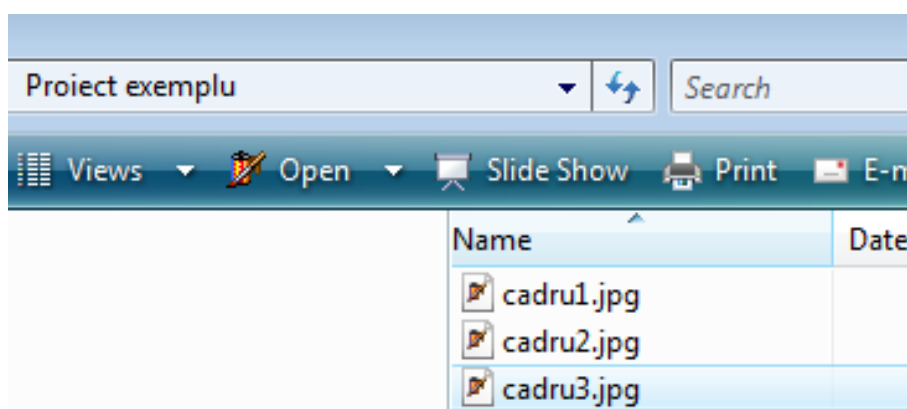 Proiect exemplu Search
Views Open Slide Show Print E-m
Name Date
cadru1.jpg
cadru2.jpg
cadru3.jpg